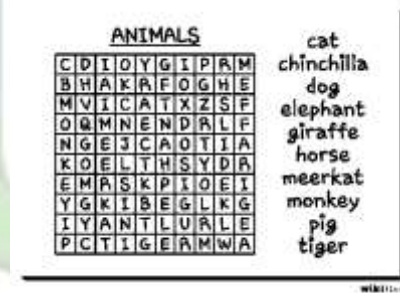 ANIMALS
C D I O Y G I P R M
B H A K R F O G H E
M V I C A T X Z S F
O Q M N E N D R L F
N G E J C A O T I A
K O E L T H S Y D R
E M R S K P I O E I
Y G K I B E G L K G
I Y A N T L U R L E
P C T I G E R M W A
cat
chinchilla
dog
elephant
giraffe
horse
meerkat
monkey
pig
tiger